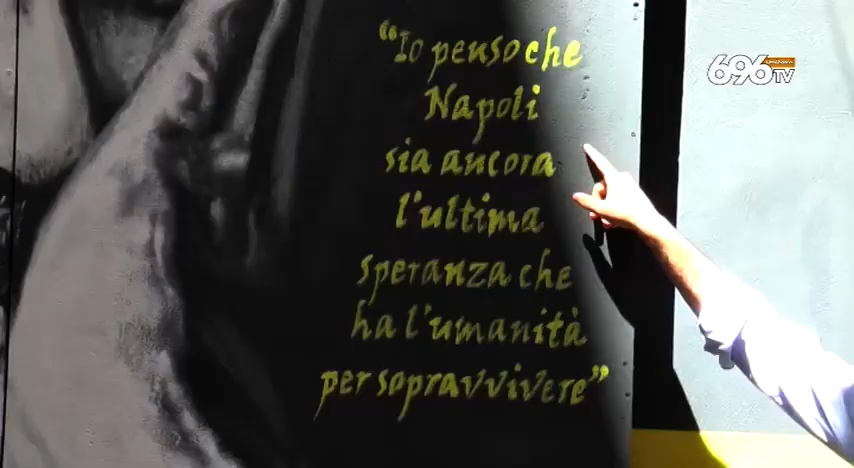 “Io penso che
Napoli
sia ancora
l'ultima
speranza che
ha l'umanità
per sopravvivere”
696
TV